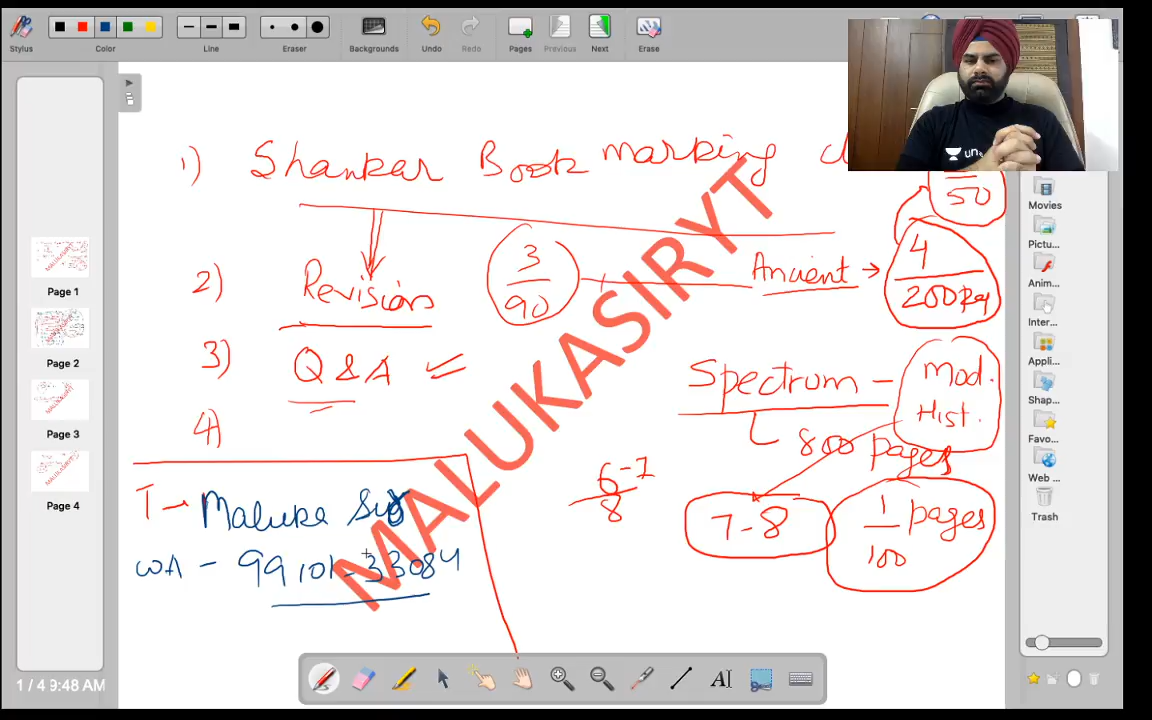 Stylus
Color
Line
Eraser
Backgrounds
Undo
Redo
Pages
Previous
Next
Erase
1) Shankar Book marking
50
2) Revision
3
90
Ancient →
4
200
3) Q & A
Spectrum –
Mod.
Hist.
4)
800 pages
6-7
8
7-8
1 pages
100
T – Maluka
WA – 99101-33084
MALUKASIRYT
un
Page 1
Page 2
Page 3
Page 4
1 / 4 9:48 AM
Movies
Pictu...
Anim...
Inter...
Appli...
Shap...
Favo...
Web ...
Trash